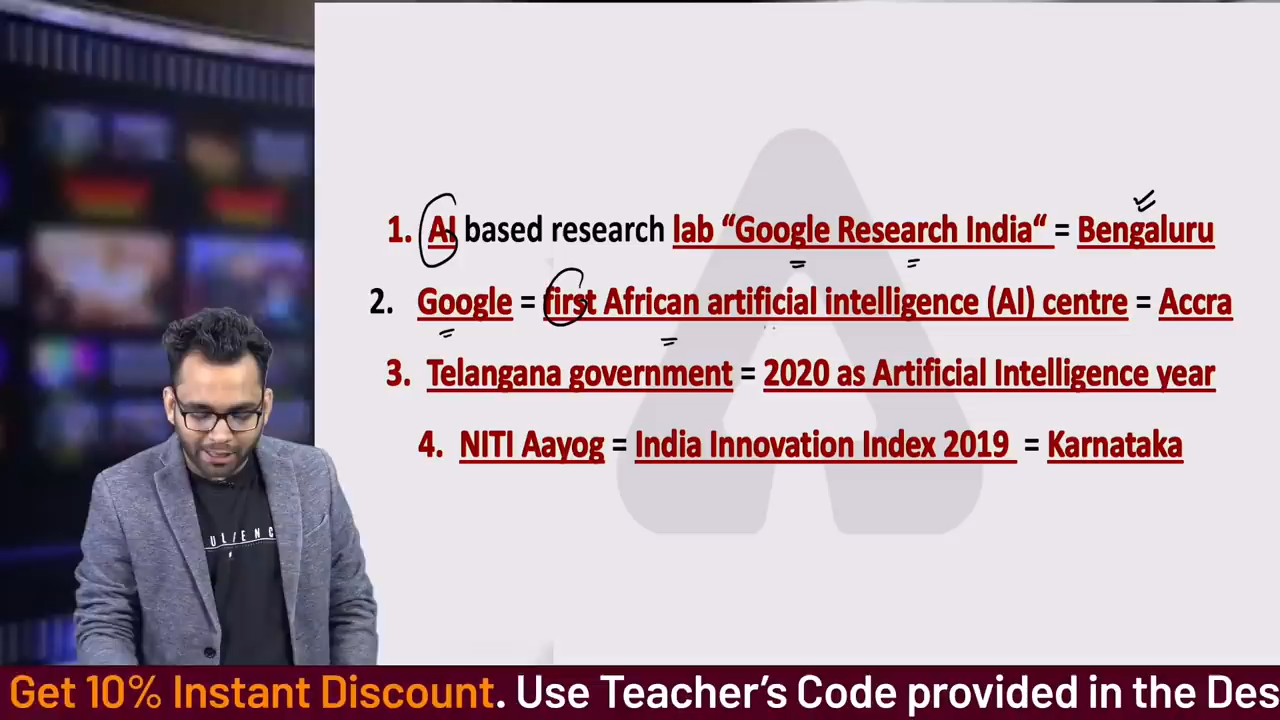 1. AI based research lab “Google Research India“ = Bengaluru
2. Google = first African artificial intelligence (AI) centre = Accra
3. Telangana government = 2020 as Artificial Intelligence year
4. NITI Aayog = India Innovation Index 2019 = Karnataka
Get 10% Instant Discount. Use Teacher's Code provided in the Des